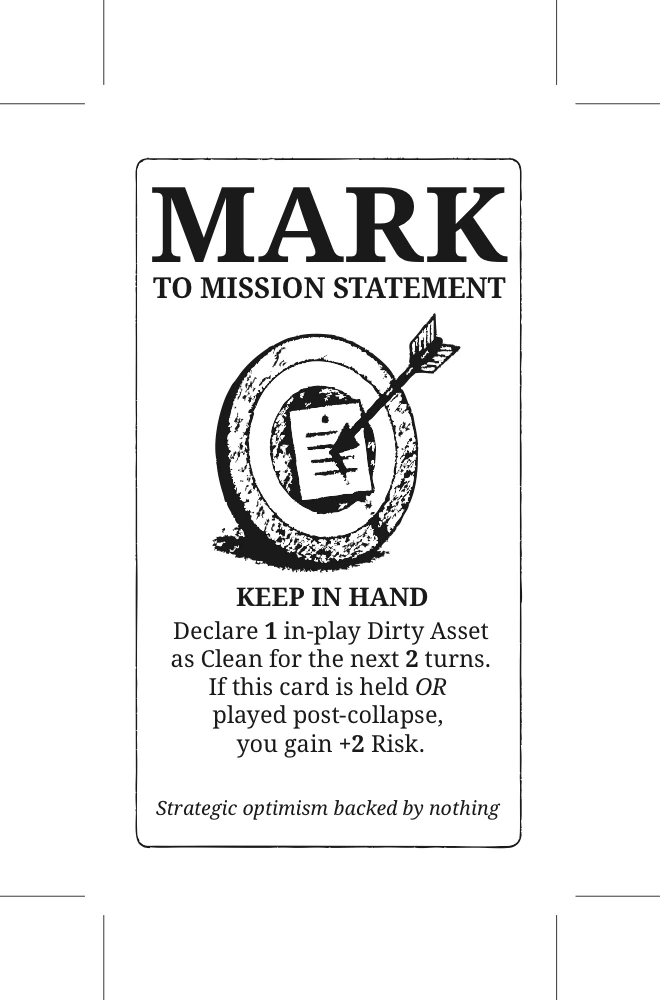 MARK
TO MISSION STATEMENT
KEEP IN HAND
Declare 1 in-play Dirty Asset
as Clean for the next 2 turns.
If this card is held OR
played post-collapse,
you gain +2 Risk.
Strategic optimism backed by nothing